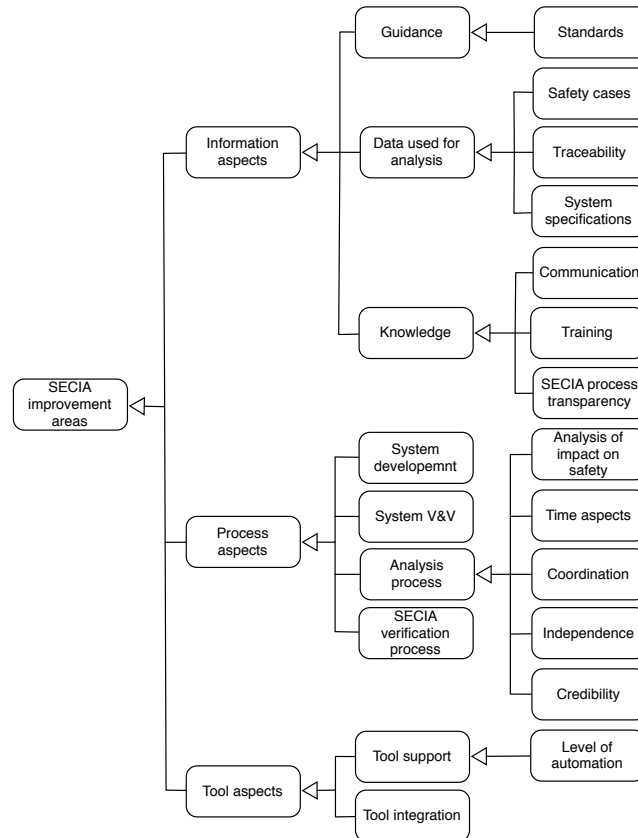 Guidance
Standards
Safety cases
Information
aspects
Data used for
analysis
Traceability
System
specifications
Communication
Knowledge
Training
SECIA process
transparency
SECIA
improvement
areas
System
developemnt
Analysis of
impact on
safety
System V&V
Time aspects
Process
aspects
Analysis
process
Coordination
SECIA
verification
process
Independence
Credibility
Tool support
Level of
automation
Tool aspects
Tool integration